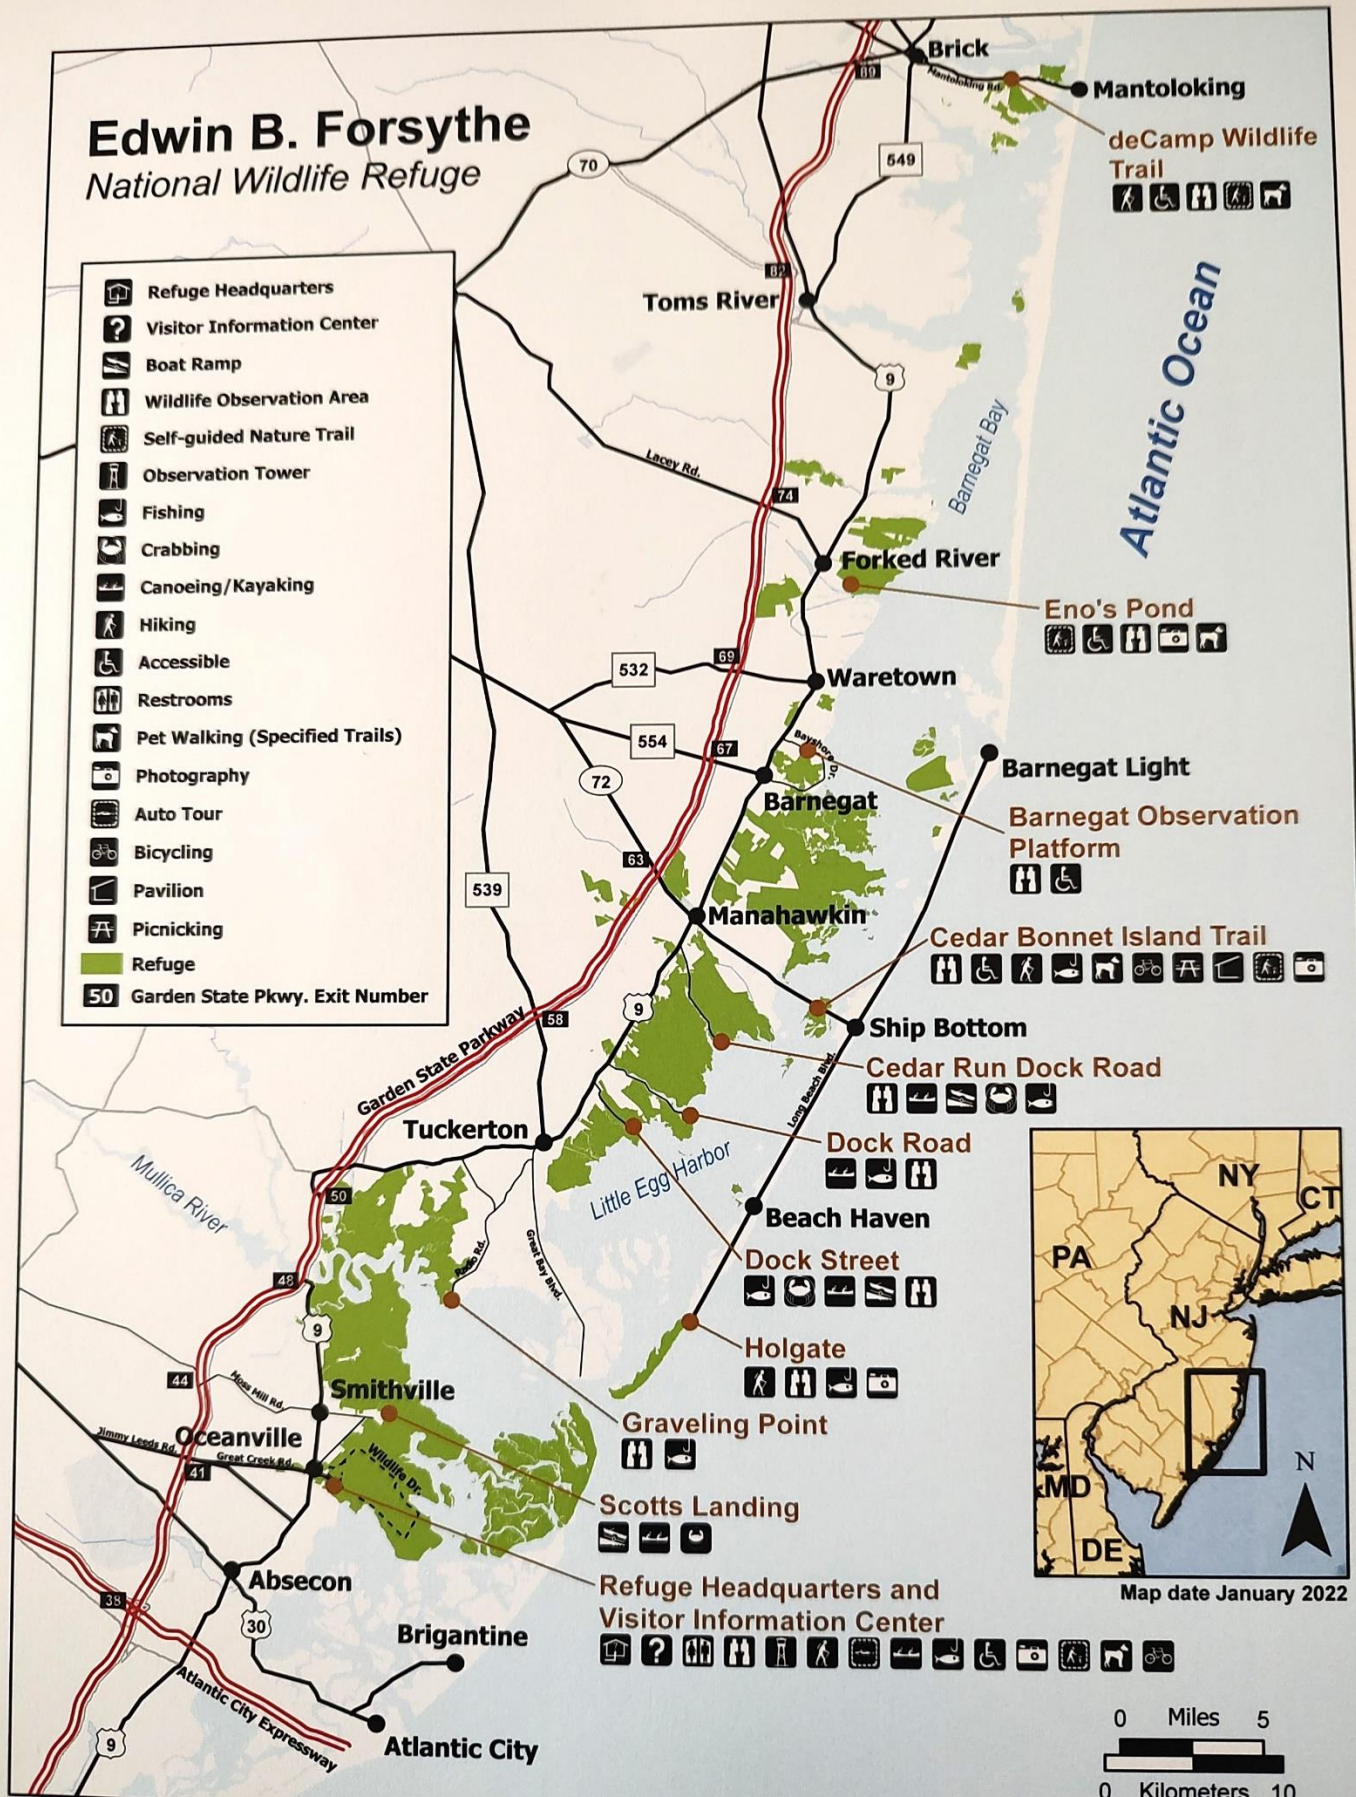 Edwin B. Forsythe
National Wildlife Refuge
Refuge Headquarters
Visitor Information Center
Boat Ramp
Wildlife Observation Area
Self-guided Nature Trail
Observation Tower
Fishing
Crabbing
Canoeing/Kayaking
Hiking
Accessible
Restrooms
Pet Walking (Specified Trails)
Photography
Auto Tour
Bicycling
Pavilion
Picnicking
Refuge
50 Garden State Pkwy. Exit Number
Brick
89
Mantoloking Rd.
Mantoloking
deCamp Wildlife
Trail
70
549
82
Toms River
9
Atlantic Ocean
Barnegat Bay
Lacey Rd.
74
Forked River
Eno's Pond
69
532
Waretown
554
67
Bayshore Dr.
72
Barnegat
Barnegat Light
Barnegat Observation
Platform
63
539
Manahawkin
Cedar Bonnet Island Trail
9
58
Ship Bottom
Garden State Parkway
Cedar Run Dock Road
Long Beach Blvd.
Tuckerton
Dock Road
Little Egg Harbor
Mullica River
50
Beach Haven
Radio Rd.
Great Bay Blvd.
Dock Street
48
9
Holgate
44
Moss Mill Rd.
Smithville
Graveling Point
Jimmy Leeds Rd.
Oceanville
Great Creek Rd.
41
Wildlife Dr.
Scotts Landing
Absecon
Refuge Headquarters and
Visitor Information Center
38
30
Brigantine
Atlantic City Expressway
9
Atlantic City
NY
CT
PA
NJ
MD
DE
N
Map date January 2022
0 Miles 5
0 Kilometers 10